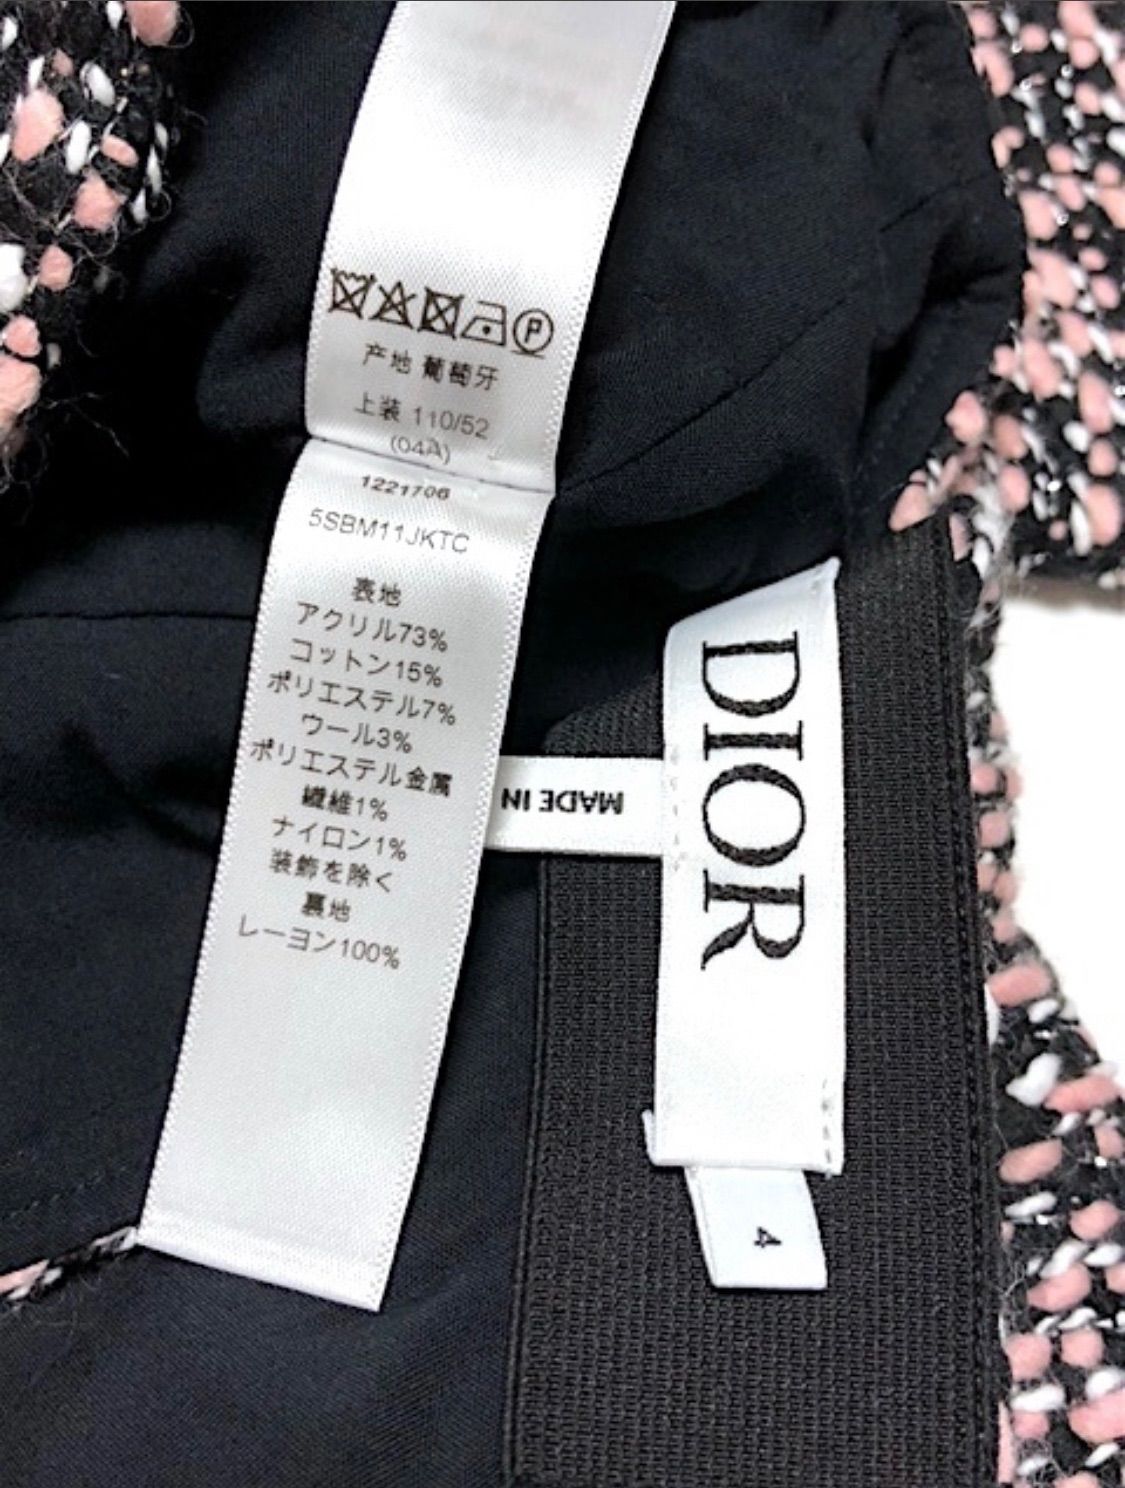 产地 葡萄牙
上装 110/52
(04A)
1221706
5SBM11JKTC
表地
アクリル73%
コットン15%
ポリエステル7%
ウール3%
ポリエステル金属
繊維1%
ナイロン1%
装飾を除く
裏地
レーヨン100%
MADE IN
DIOR
4